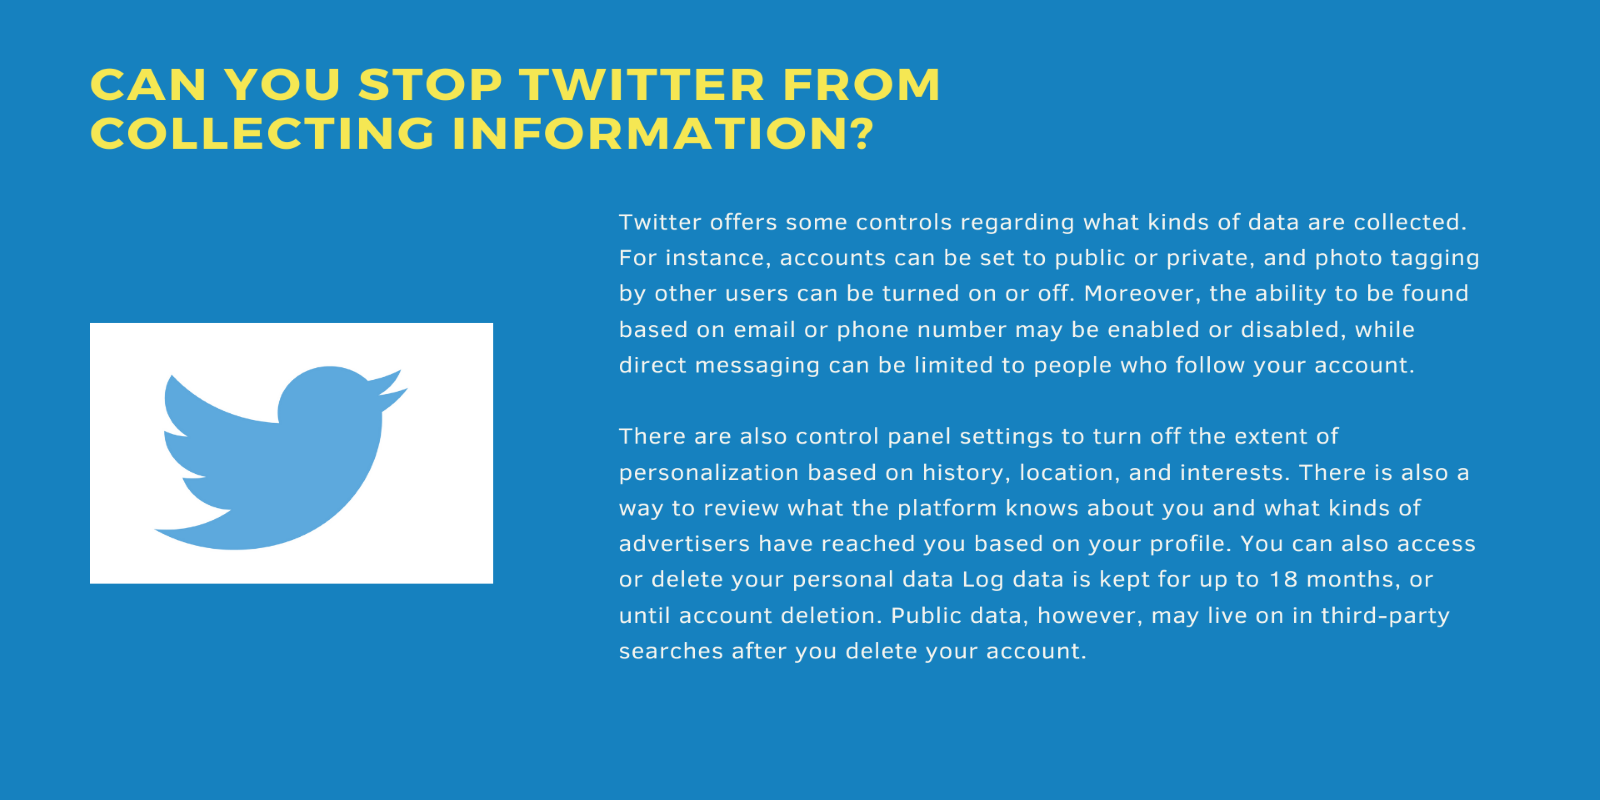 CAN YOU STOP TWITTER FROM
COLLECTING INFORMATION?
Twitter offers some controls regarding what kinds of data are collected.
For instance, accounts can be set to public or private, and photo tagging
by other users can be turned on or off. Moreover, the ability to be found
based on email or phone number may be enabled or disabled, while
direct messaging can be limited to people who follow your account.
There are also control panel settings to turn off the extent of
personalization based on history, location, and interests. There is also a
way to review what the platform knows about you and what kinds of
advertisers have reached you based on your profile. You can also access
or delete your personal data Log data is kept for up to 18 months, or
until account deletion. Public data, however, may live on in third-party
searches after you delete your account.